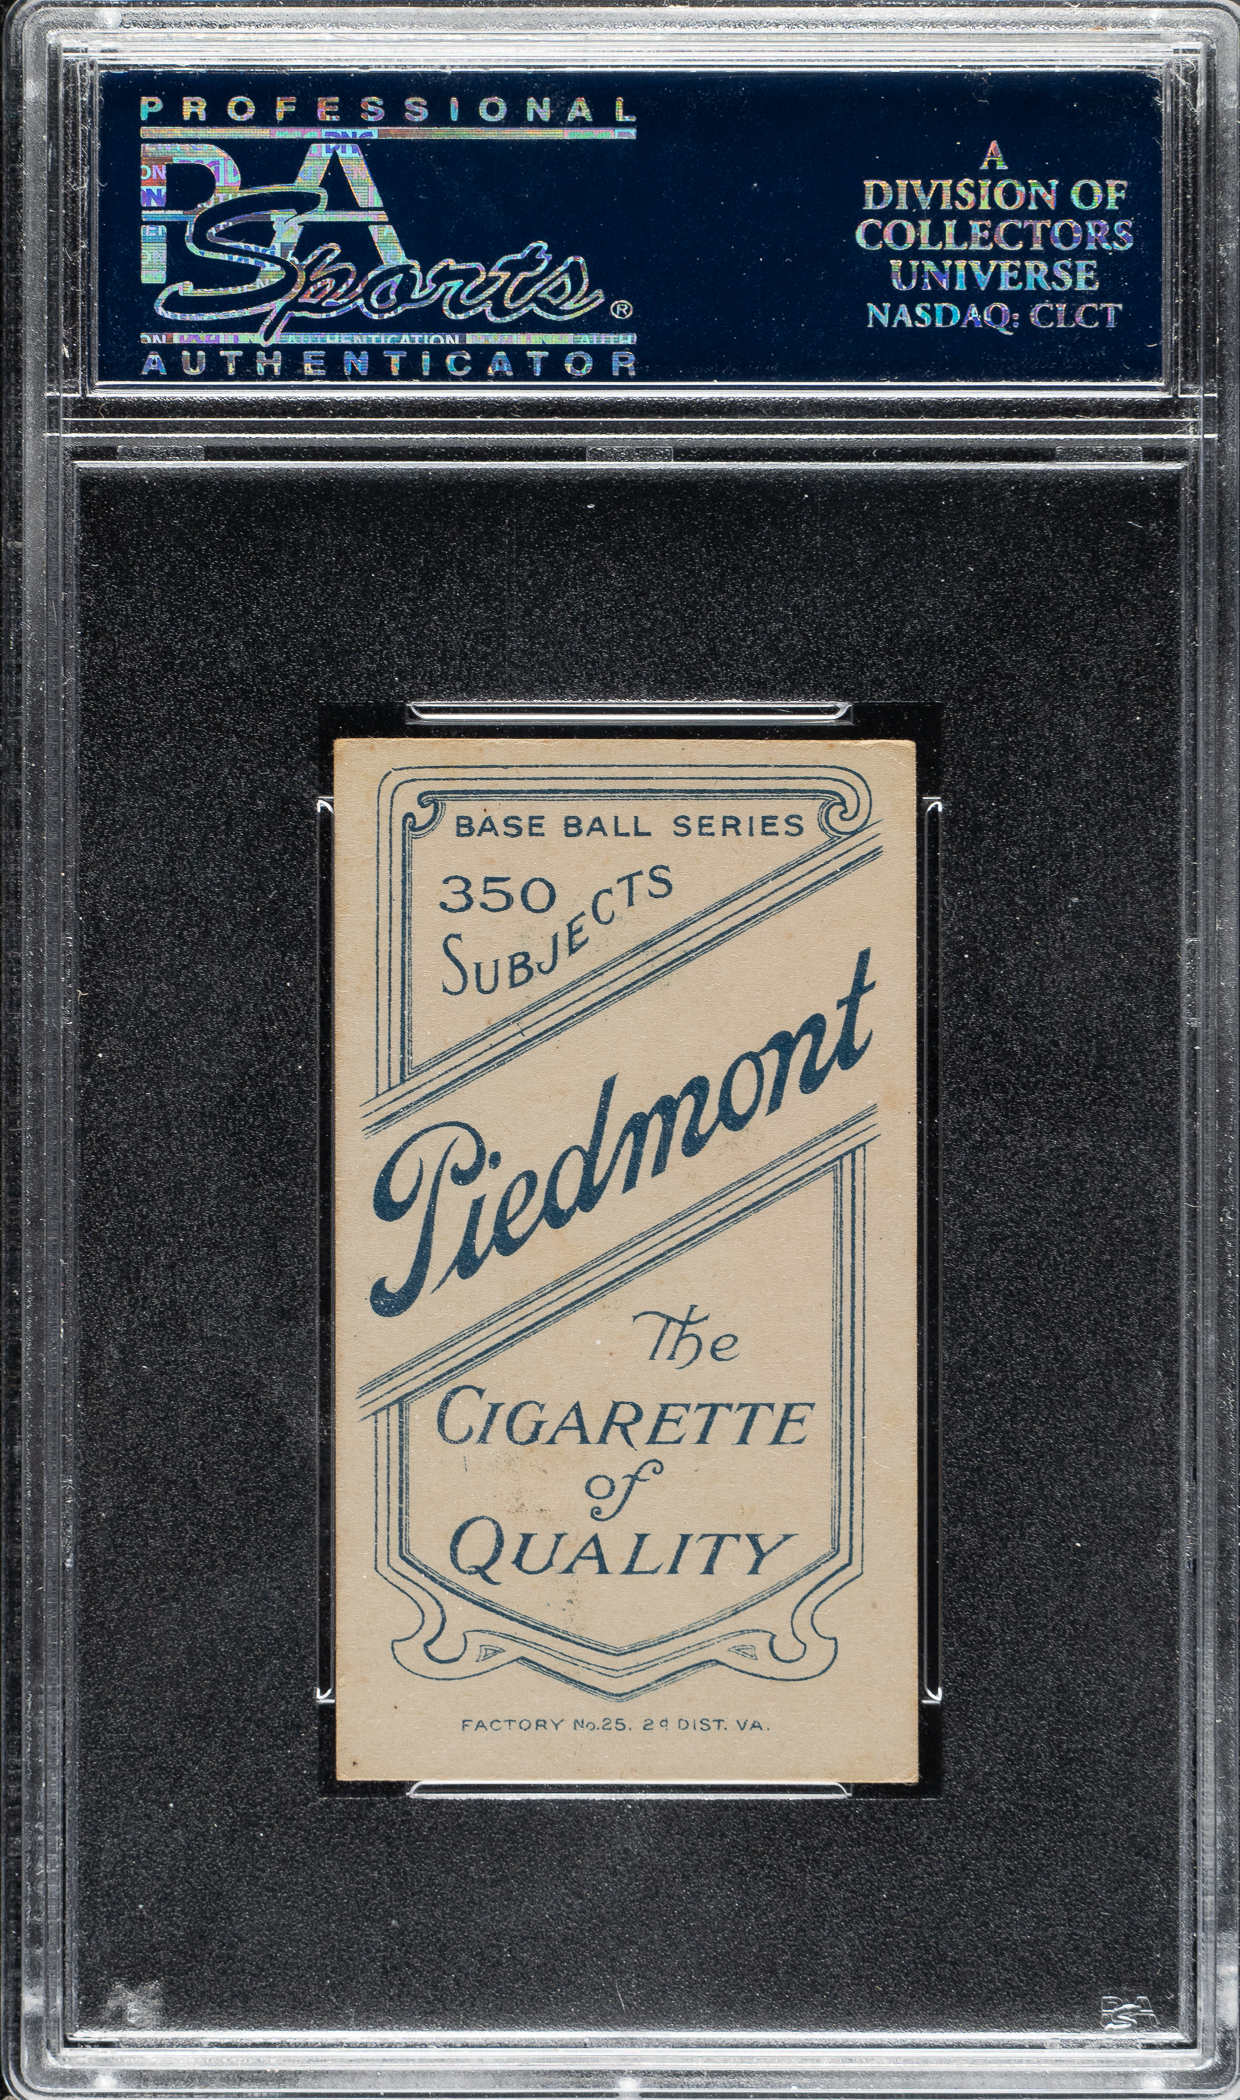 PROFESSIONAL
PSA
Sports®
AUTHENTICATOR
A
DIVISION OF
COLLECTORS
UNIVERSE
NASDAQ: CLCT
BASE BALL SERIES
350
SUBJECTS
Piedmont
The
CIGARETTE
of
QUALITY
FACTORY No.25, 2d DIST. VA.
PSA